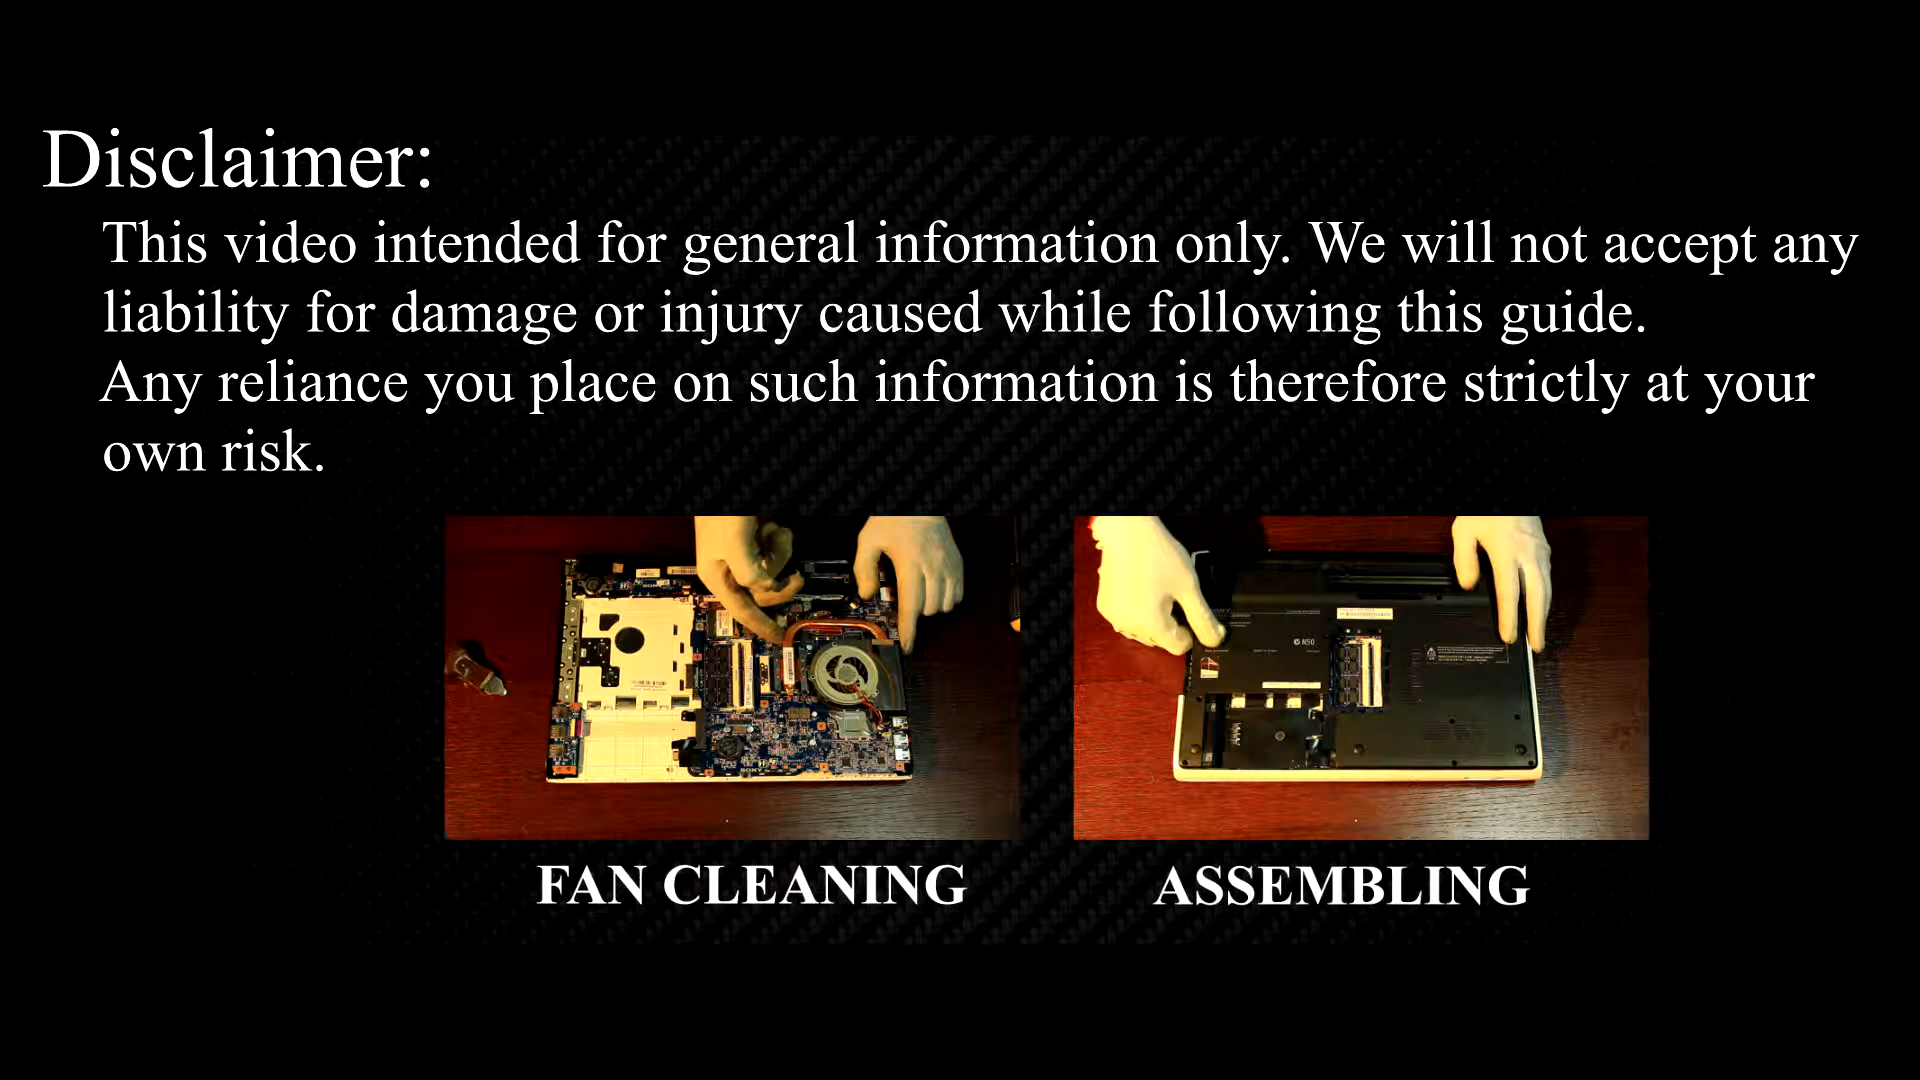 Disclaimer:
This video intended for general information only. We will not accept any
liability for damage or injury caused while following this guide.
Any reliance you place on such information is therefore strictly at your
own risk.
SONY
N50
FAN CLEANING
ASSEMBLING